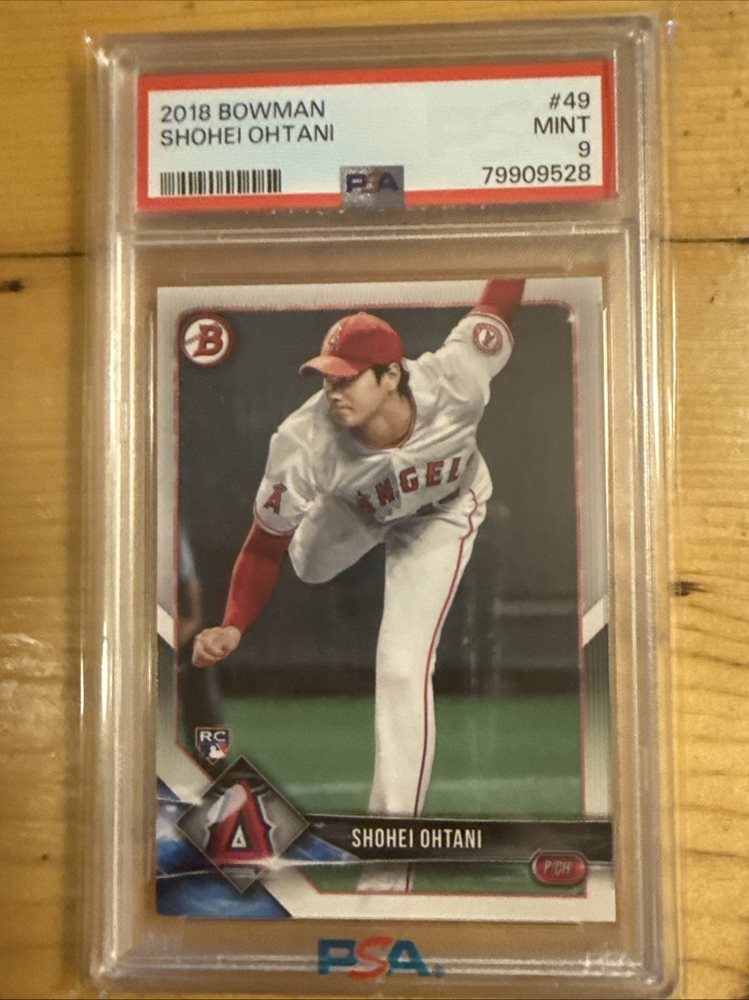 2018 BOWMAN #49
SHOHEI OHTANI MINT
9
PSA 79909528
B
A
ANGEL
RC
A
SHOHEI OHTANI
P/DH
PSA